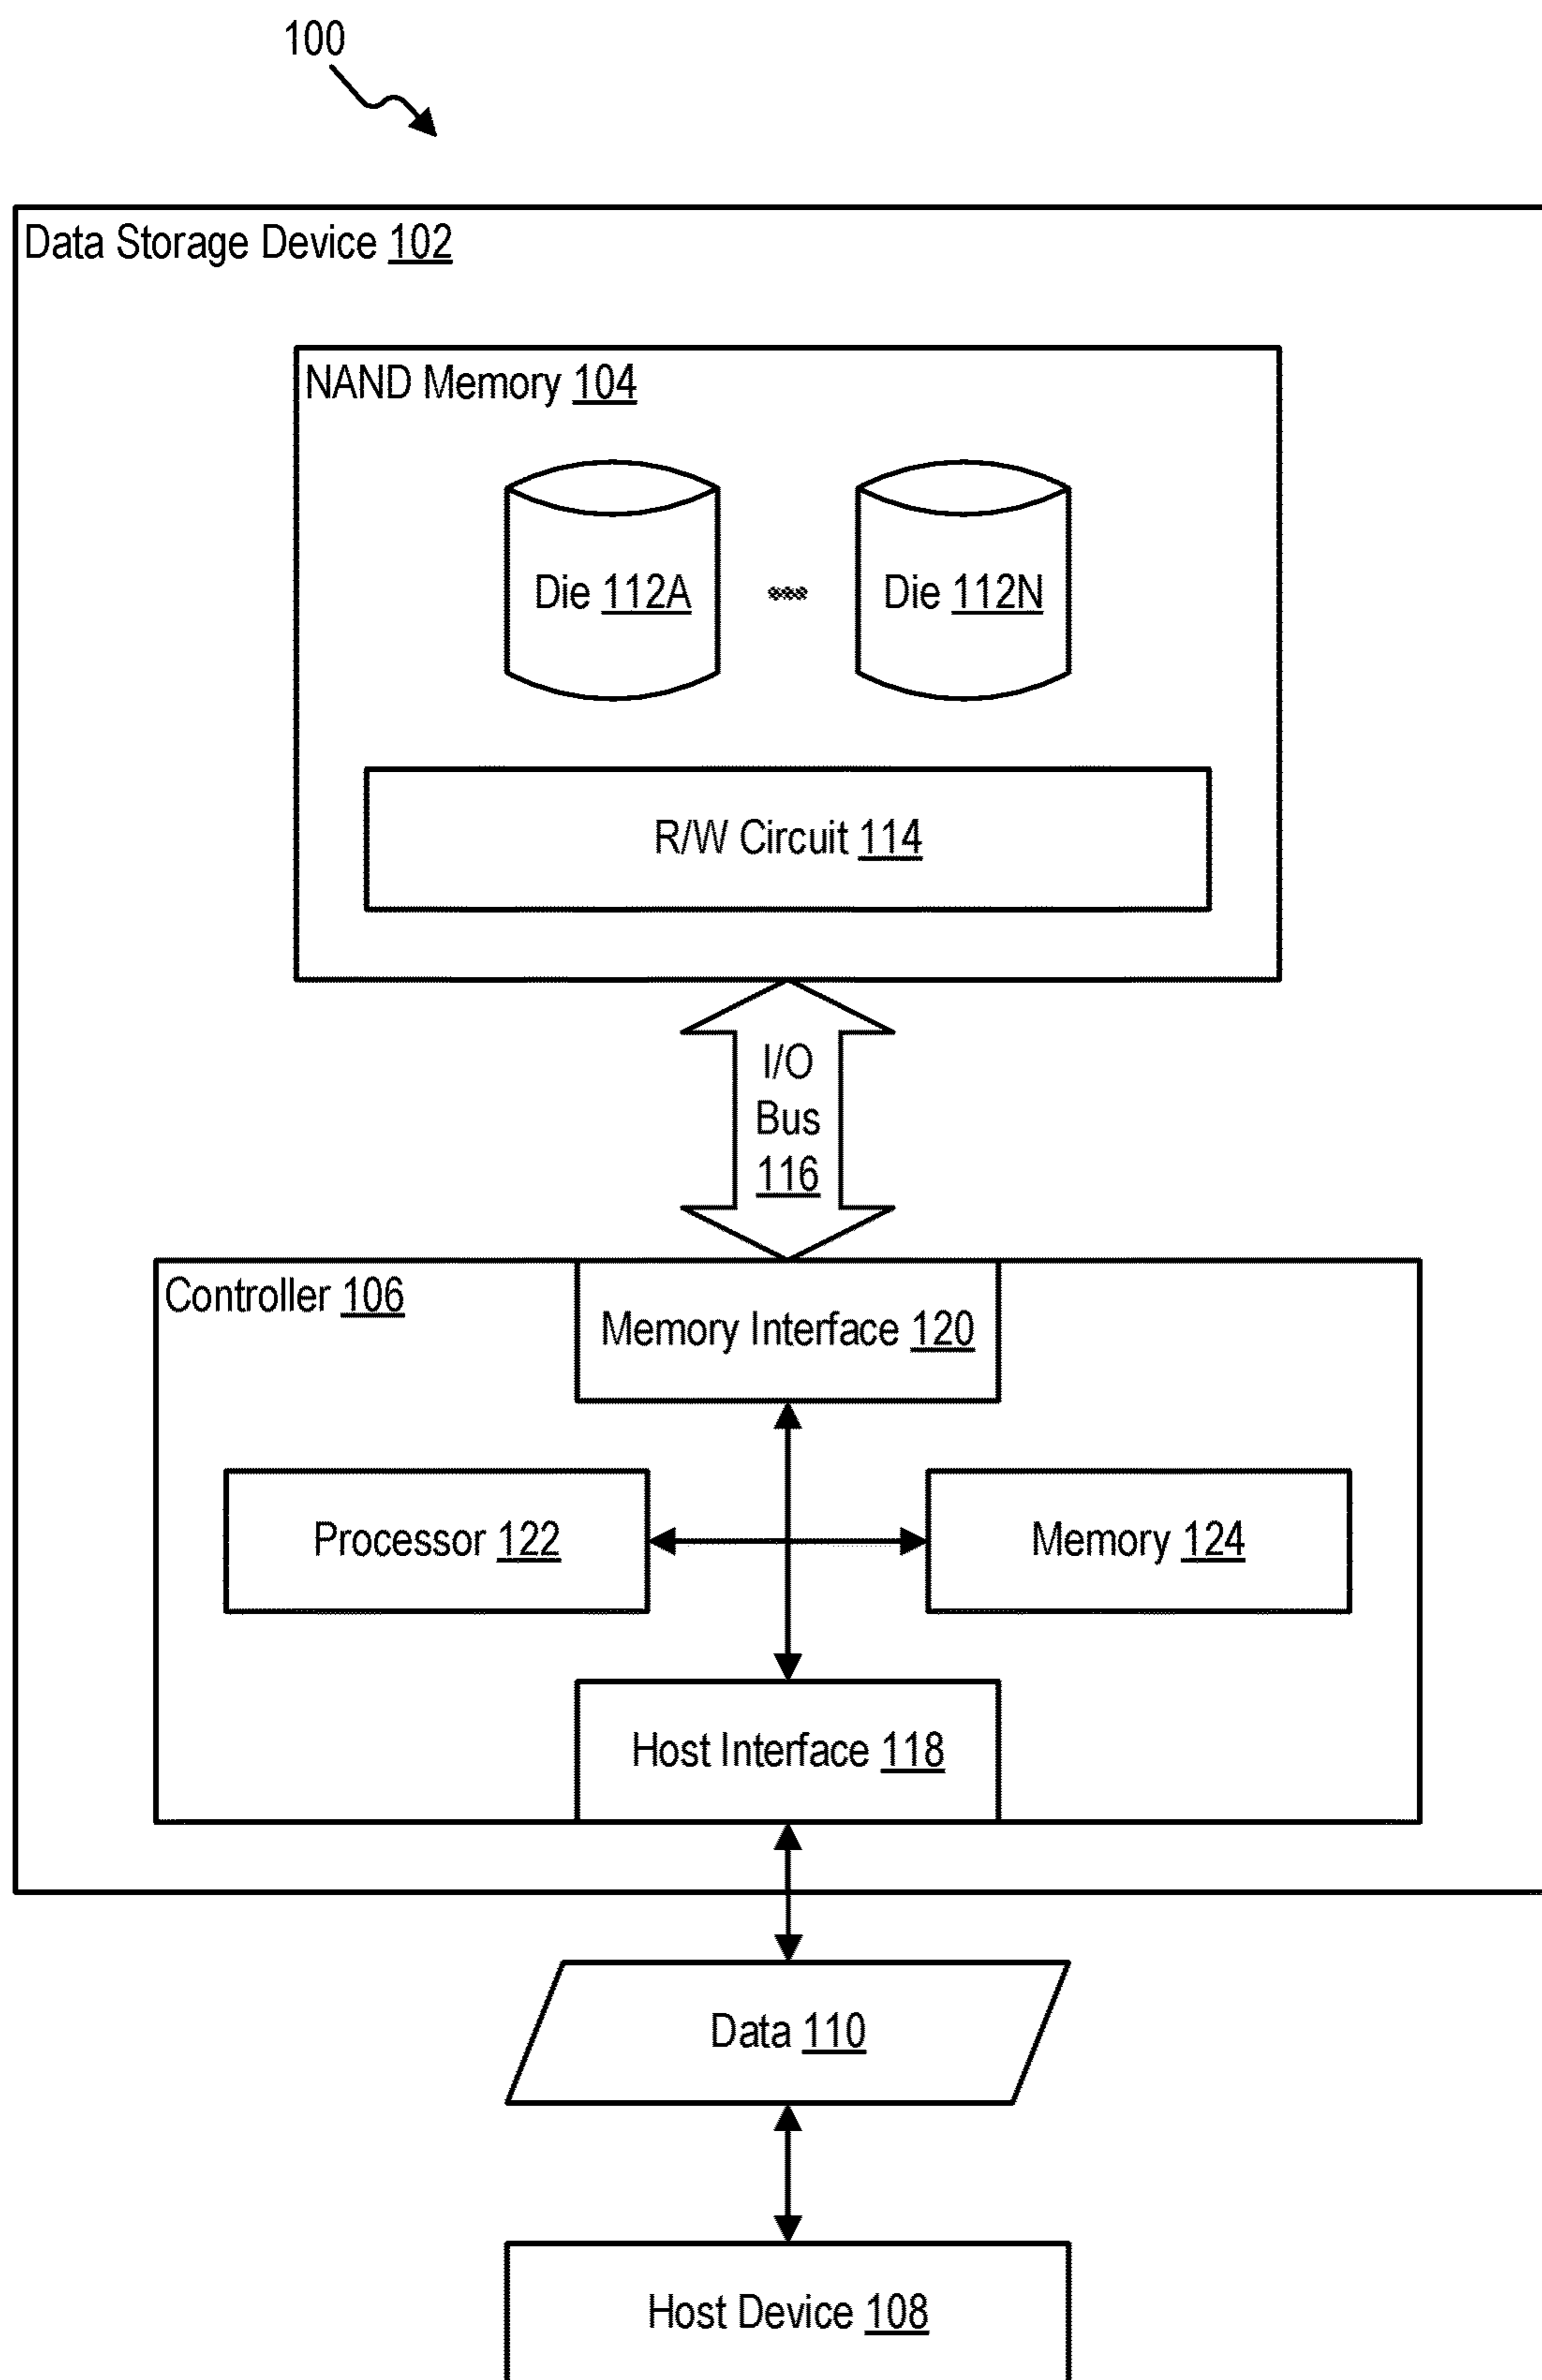 100
Data Storage Device 102
NAND Memory 104
Die 112A
Die 112N
R/W Circuit 114
I/O
Bus
116
Controller 106
Memory Interface 120
Processor 122
Memory 124
Host Interface 118
Data 110
Host Device 108